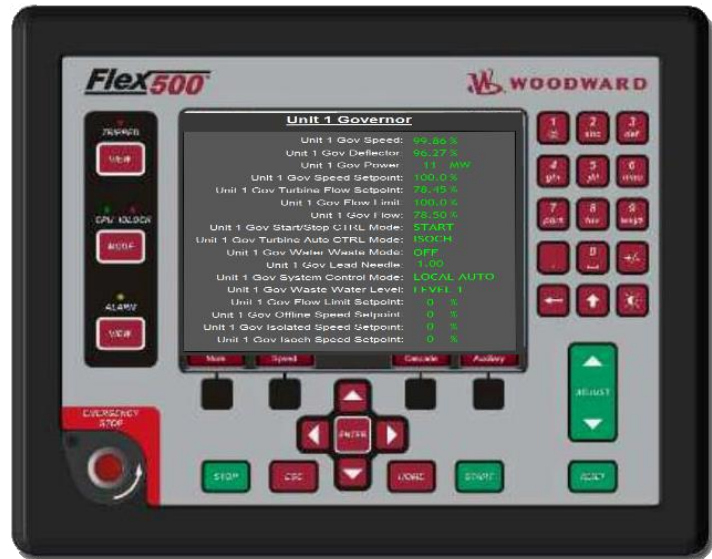 Flex500
WOODWARD
TRIPPED
VIEW
CPU IOLOCK
MODE
ALARM
VIEW
EMERGENCY
STOP
Unit 1 Governor
Unit 1 Gov Speed: 99.86 %
Unit 1 Gov Deflector: 96.27 %
Unit 1 Gov Power 11 MW
Unit 1 Gov Speed Setpoint: 100.0 %
Unit 1 Gov Turbine Flow Setpoint: 78.45 %
Unit 1 Gov Flow Limit: 100.0 %
Unit 1 Gov Flow: 78.50 %
Unit 1 Gov Start/Stop CTRL Mode: START
Unit 1 Gov Turbine Auto CTRL Mode: ISOCH
Unit 1 Gov Water Waste Mode: OFF
Unit 1 Gov Lead Needle: 1.00
Unit 1 Gov System Control Mode: LOCAL AUTO
Unit 1 Gov Waste Water Level: LEVEL 1
Unit 1 Gov Flow Limit Setpoint: 0 %
Unit 1 Gov Offline Speed Setpoint: 0 %
Unit 1 Gov Isolated Speed Setpoint: 0 %
Unit 1 Gov Isoch Speed Setpoint: 0 %
Speed Cascade Auxiliary
1 2 3
abc def
4 5 6
ghi jkl mno
7 8 9
. 0 +/-
ADJUST
ENTER
STOP ESC HOME START RESET